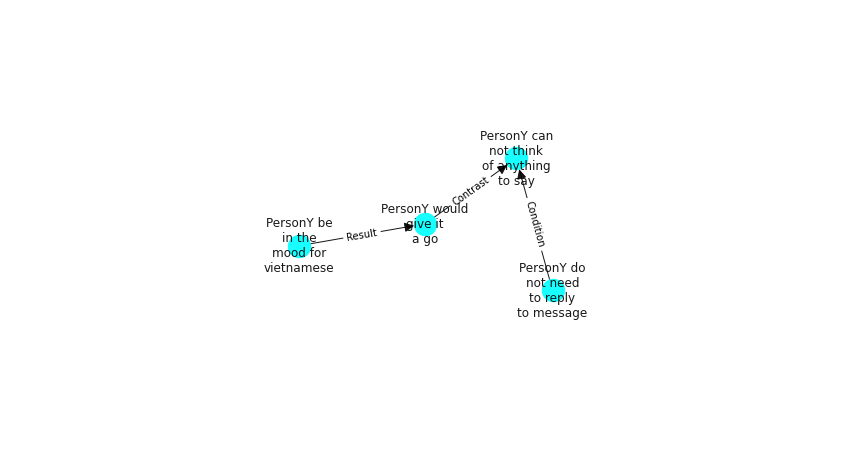 PersonY can
not think
of anything
to say
Contrast
PersonY would
give it
a go
PersonY be
in the
mood for
vietnamese
Result
Condition
PersonY do
not need
to reply
to message